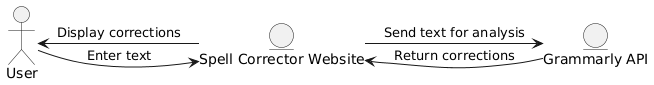 Display corrections
Send text for analysis
Enter text
Return corrections
User
Spell Corrector Website
Grammarly API